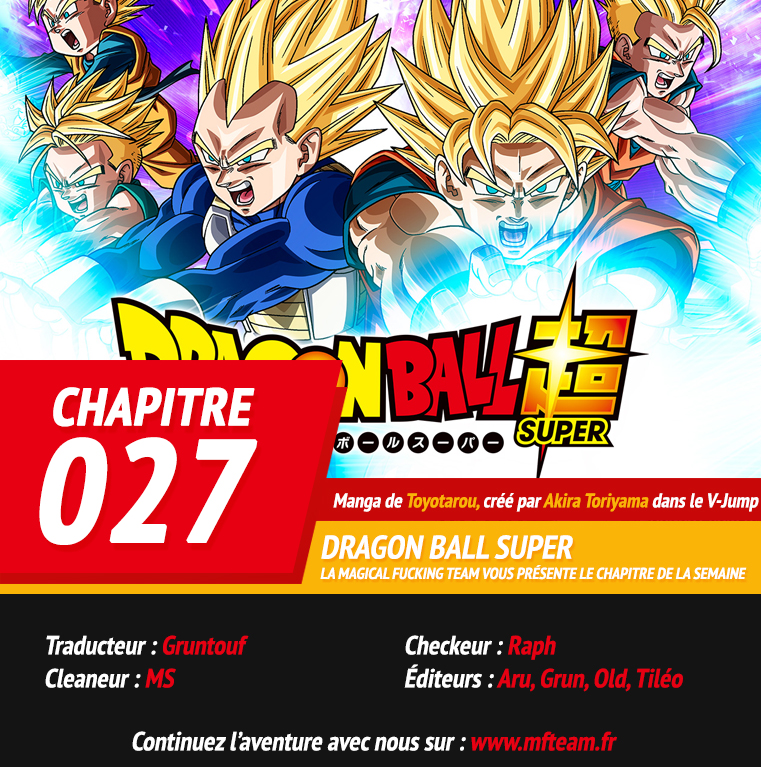 DRAGON BALL 超
ボールスーパー SUPER
CHAPITRE
027
Manga de Toyotarou, créé par Akira Toriyama dans le V-Jump
DRAGON BALL SUPER
LA MAGICAL FUCKING TEAM VOUS PRÉSENTE LE CHAPITRE DE LA SEMAINE
Traducteur : Gruntouf
Checkeur : Raph
Cleaneur : MS
Éditeurs : Aru, Grun, Old, Tiléo
Continuez l'aventure avec nous sur : www.mfteam.fr